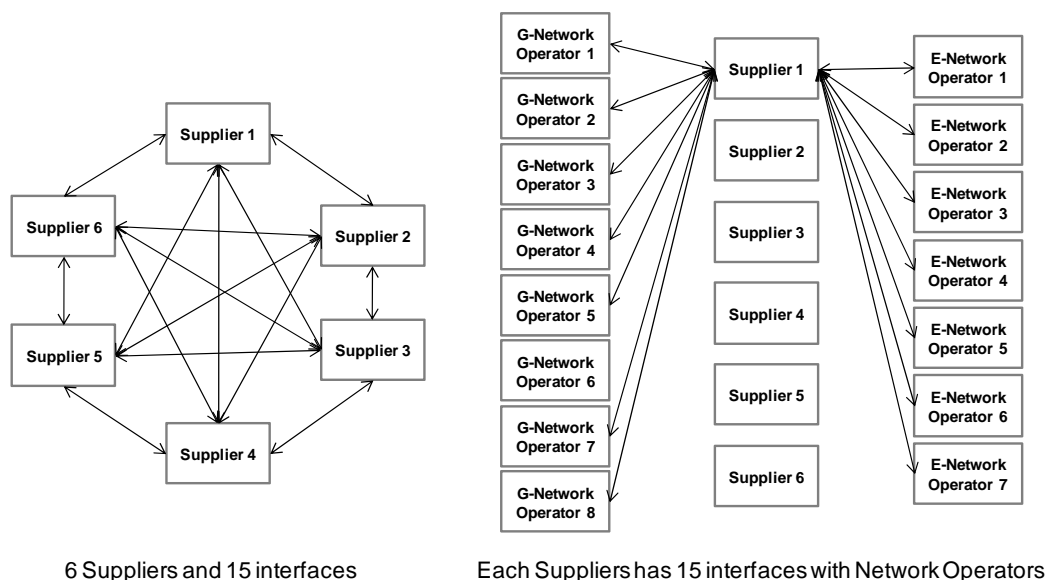 Supplier 1
Supplier 6
Supplier 2
Supplier 5
Supplier 3
Supplier 4
6 Suppliers and 15 interfaces
G-Network
Operator 1
G-Network
Operator 2
G-Network
Operator 3
G-Network
Operator 4
G-Network
Operator 5
G-Network
Operator 6
G-Network
Operator 7
G-Network
Operator 8
Supplier 1
Supplier 2
Supplier 3
Supplier 4
Supplier 5
Supplier 6
E-Network
Operator 1
E-Network
Operator 2
E-Network
Operator 3
E-Network
Operator 4
E-Network
Operator 5
E-Network
Operator 6
E-Network
Operator 7
Each Suppliers has 15 interfaces with Network Operators